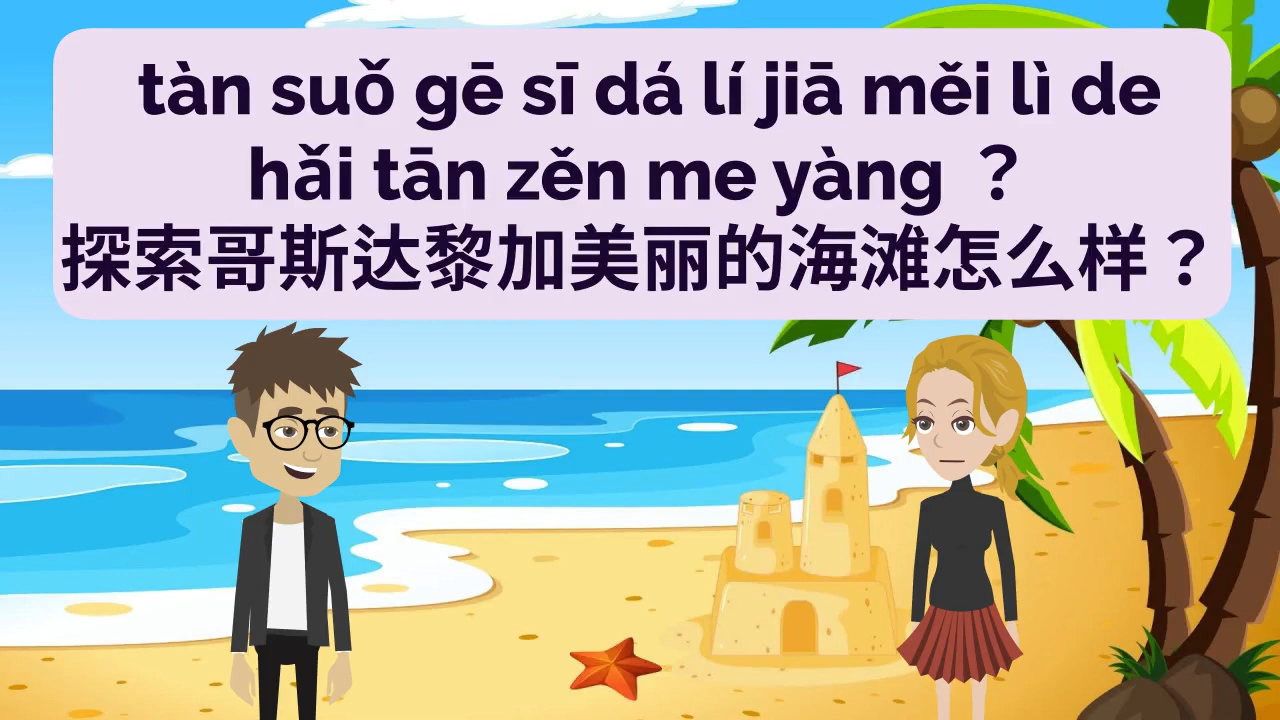 tàn suǒ gē sī dá lí jiā měi lì de
hǎi tān zěn me yàng ？
探索哥斯达黎加美丽的海滩怎么样？